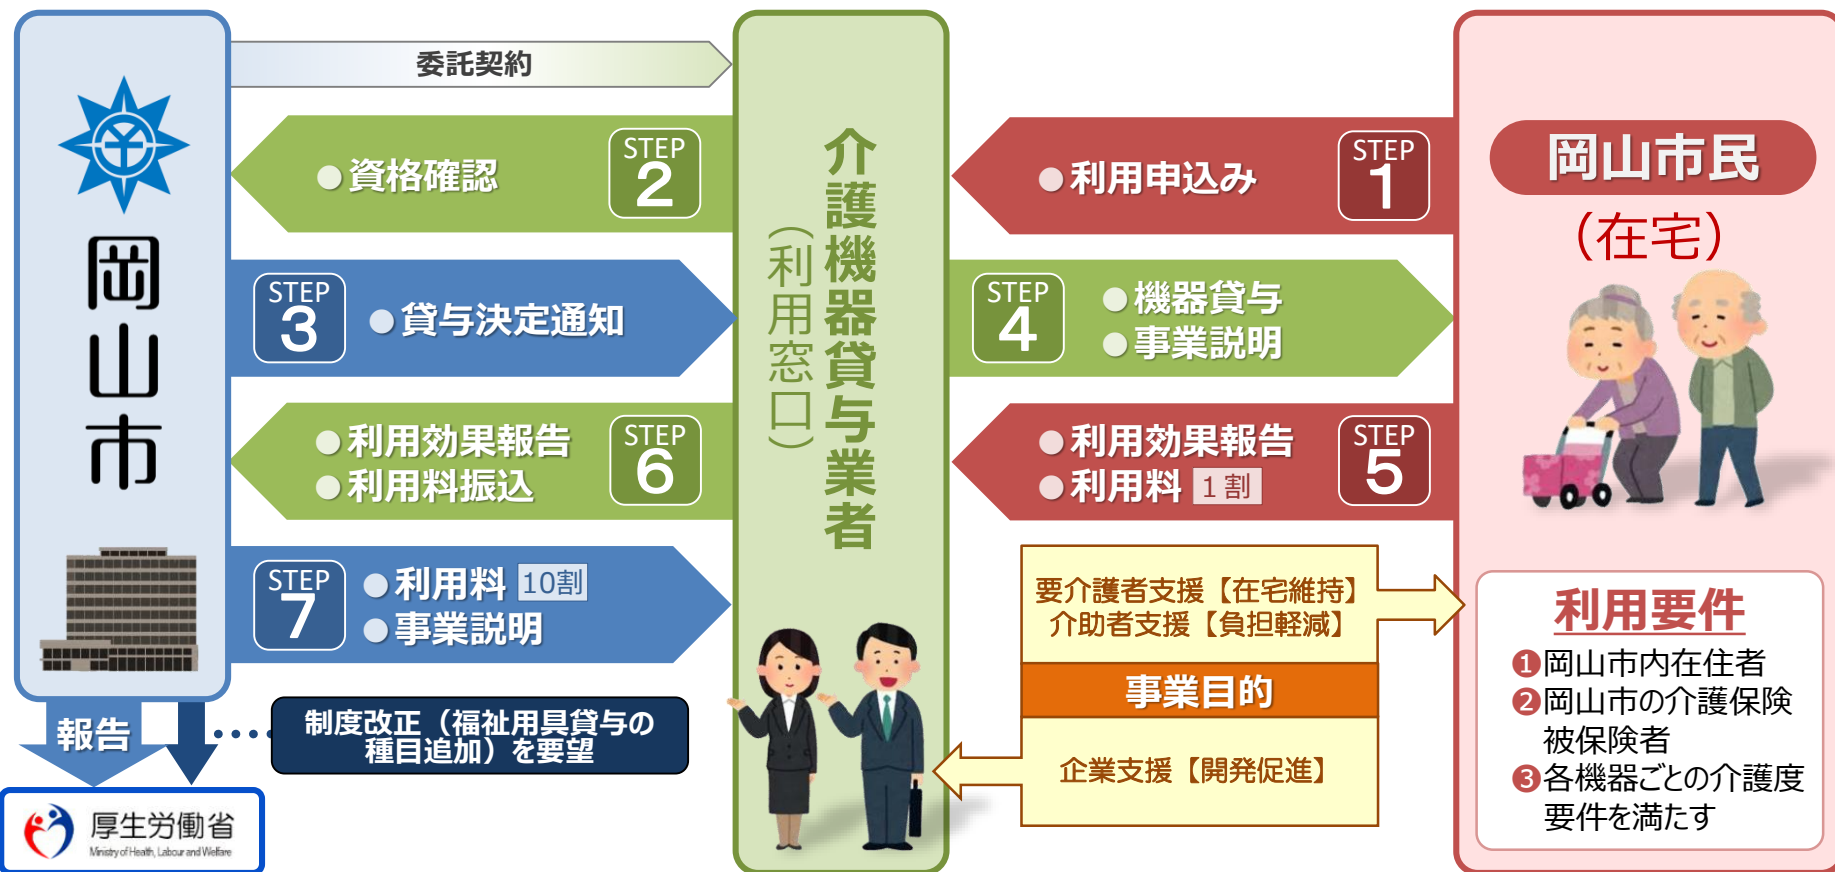 委託契約
岡山市
STEP
2
●資格確認
STEP
3
●貸与決定通知
STEP
6
●利用効果報告
●利用料振込
STEP
7
●利用料 10割
●事業説明
報告
制度改正（福祉用具貸与の
種目追加）を要望
厚生労働省
Ministry of Health, Labour and Welfare
介護機器貸与業者
（利用窓口）
STEP
1
●利用申込み
STEP
4
●機器貸与
●事業説明
STEP
5
●利用効果報告
●利用料 1割
要介護者支援【在宅維持】
介助者支援【負担軽減】
事業目的
企業支援【開発促進】
岡山市民
（在宅）
利用要件
❶岡山市内在住者
❷岡山市の介護保険
被保険者
❸各機器ごとの介護度
要件を満たす